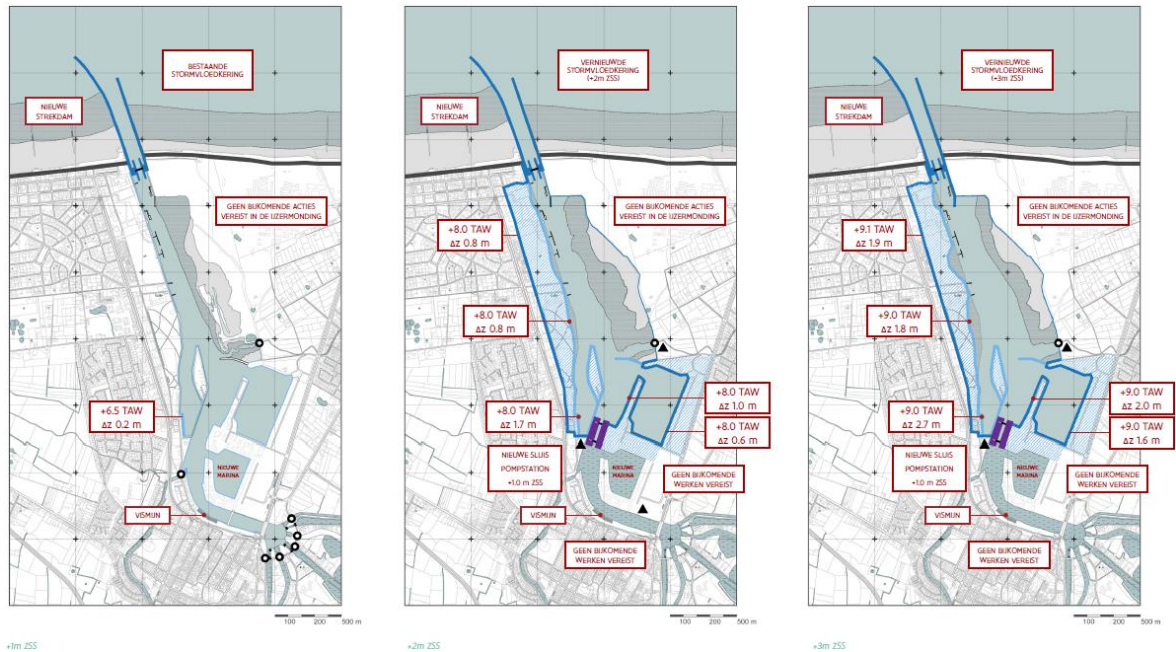 BESTAANDE
STORMVLOEDKERING
NIEUWE
STREKDAM
GEEN BIJKOMENDE ACTIES
VEREIST IN DE IJZERMONDING
+6.5 TAW
Δz 0.2 m
NIEUWE
MARINA
VISMIJN
100 200 500 m
+1m ZSS
VERNIEUWDE
STORMVLOEDKERING
(+2m ZSS)
NIEUWE
STREKDAM
GEEN BIJKOMENDE ACTIES
VEREIST IN DE IJZERMONDING
+8.0 TAW
Δz 0.8 m
+8.0 TAW
Δz 0.8 m
+8.0 TAW
Δz 1.7 m
+8.0 TAW
Δz 1.0 m
+8.0 TAW
Δz 0.6 m
NIEUWE SLUIS
POMPSTATION
+1.0 m ZSS
NIEUWE
MARINA
GEEN BIJKOMENDE
WERKEN VEREIST
VISMIJN
GEEN BIJKOMENDE
WERKEN VEREIST
100 200 500 m
+2m ZSS
VERNIEUWDE
STORMVLOEDKERING
(+3m ZSS)
NIEUWE
STREKDAM
GEEN BIJKOMENDE ACTIES
VEREIST IN DE IJZERMONDING
+9.1 TAW
Δz 1.9 m
+9.0 TAW
Δz 1.8 m
+9.0 TAW
Δz 2.7 m
+9.0 TAW
Δz 2.0 m
+9.0 TAW
Δz 1.6 m
NIEUWE SLUIS
POMPSTATION
+1.0 m ZSS
NIEUWE
MARINA
GEEN BIJKOMENDE
WERKEN VEREIST
VISMIJN
GEEN BIJKOMENDE
WERKEN VEREIST
100 200 500 m
+3m ZSS